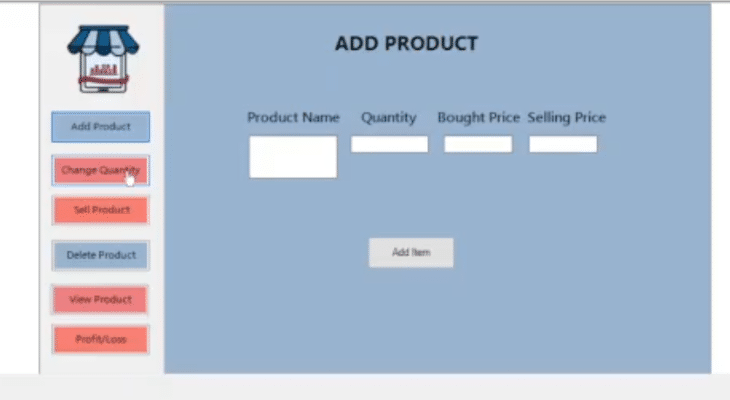 ADD PRODUCT
Product Name Quantity Bought Price Selling Price
Add Item
Add Product
Change Quantity
Sell Product
Delete Product
View Product
Profit/Loss